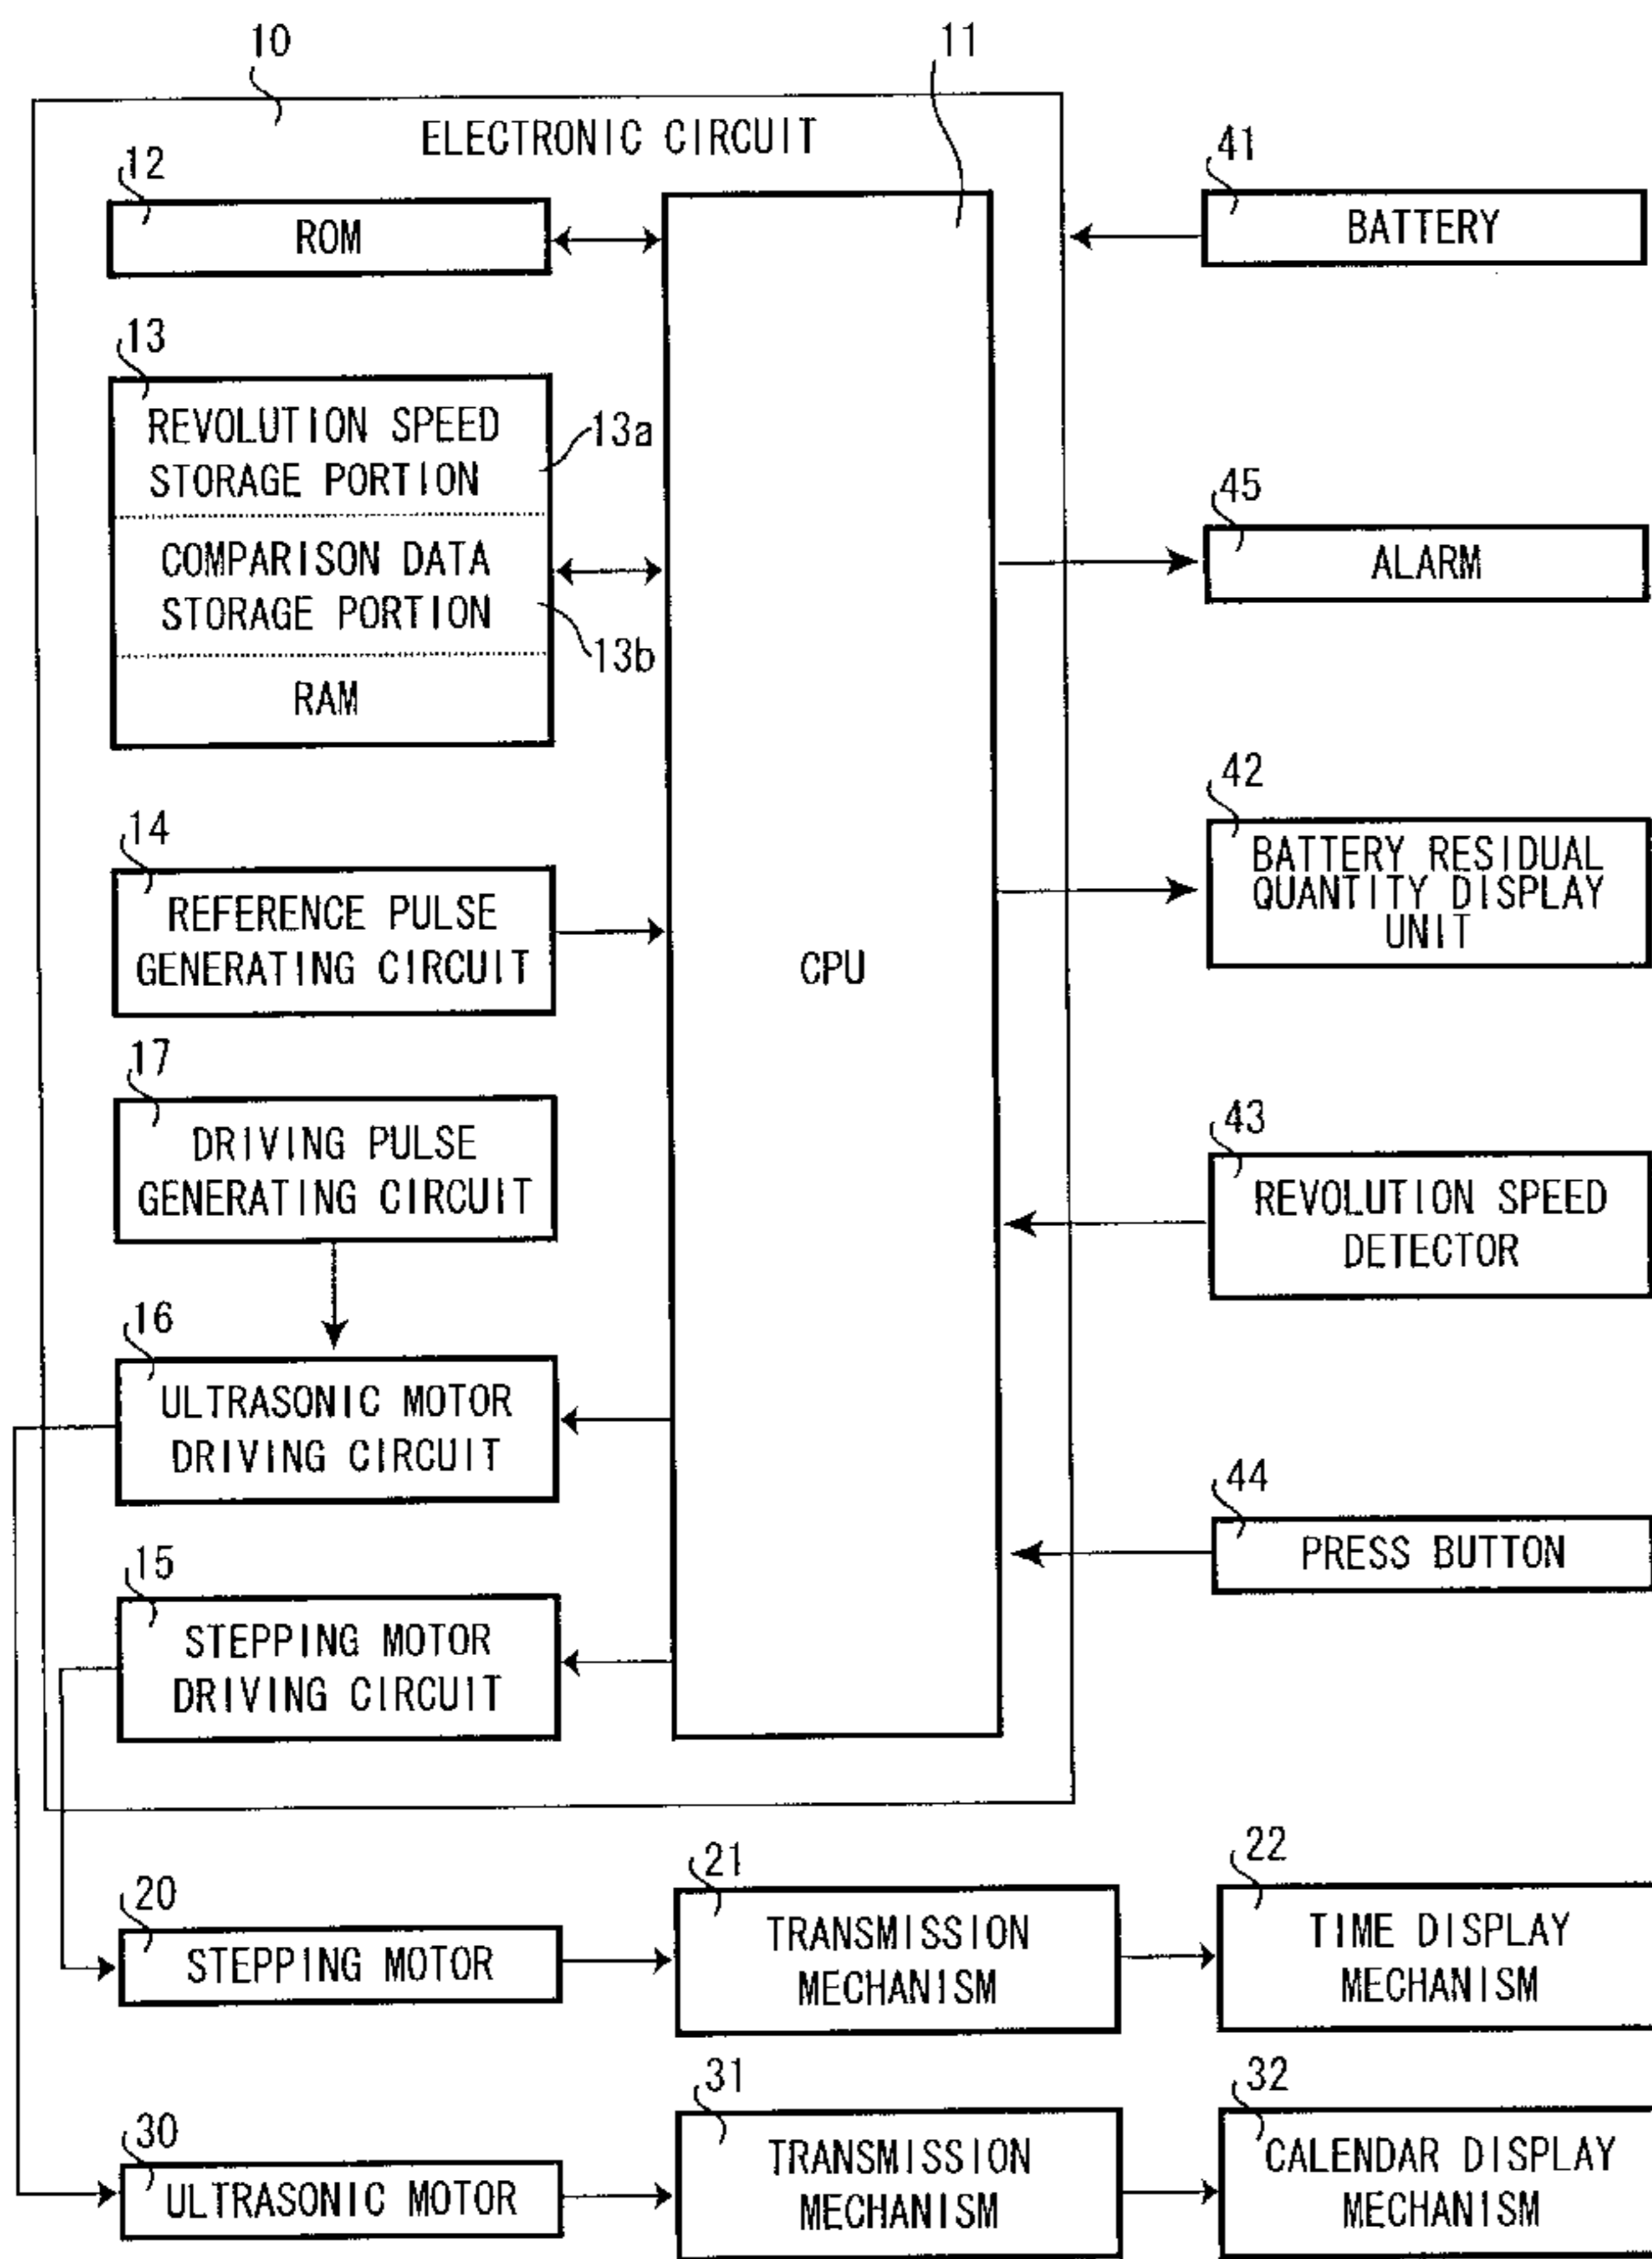 10
11
ELECTRONIC CIRCUIT
12
ROM
41
BATTERY
13
REVOLUTION SPEED
STORAGE PORTION
13a
COMPARISON DATA
STORAGE PORTION
13b
RAM
45
ALARM
14
REFERENCE PULSE
GENERATING CIRCUIT
CPU
42
BATTERY RESIDUAL
QUANTITY DISPLAY
UNIT
17
DRIVING PULSE
GENERATING CIRCUIT
43
REVOLUTION SPEED
DETECTOR
16
ULTRASONIC MOTOR
DRIVING CIRCUIT
44
PRESS BUTTON
15
STEPPING MOTOR
DRIVING CIRCUIT
20
STEPPING MOTOR
21
TRANSMISSION
MECHANISM
22
TIME DISPLAY
MECHANISM
30
ULTRASONIC MOTOR
31
TRANSMISSION
MECHANISM
32
CALENDAR DISPLAY
MECHANISM